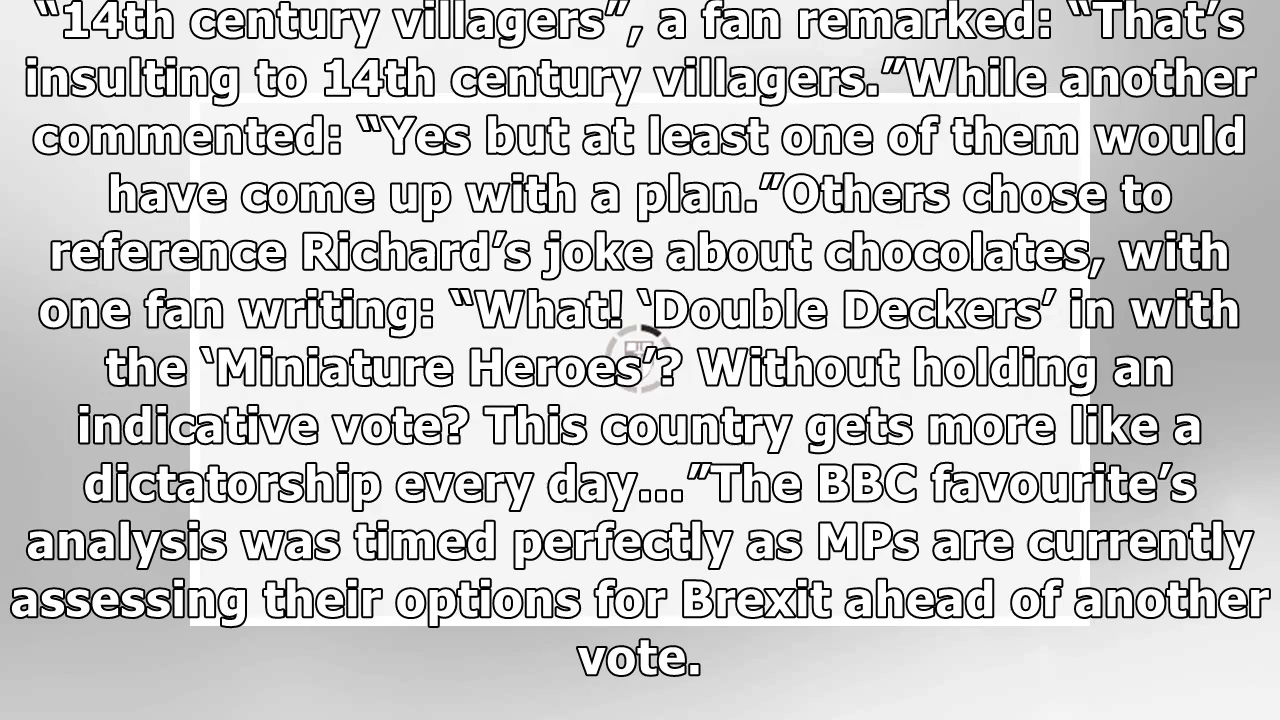 “14th century villagers”, a fan remarked: “That’s
insulting to 14th century villagers.”While another
commented: “Yes but at least one of them would
have come up with a plan.”Others chose to
reference Richard’s joke about chocolates, with
one fan writing: “What! ‘Double Deckers’ in with
the ‘Miniature Heroes’? Without holding an
indicative vote? This country gets more like a
dictatorship every day...”The BBC favourite’s
analysis was timed perfectly as MPs are currently
assessing their options for Brexit ahead of another
vote.